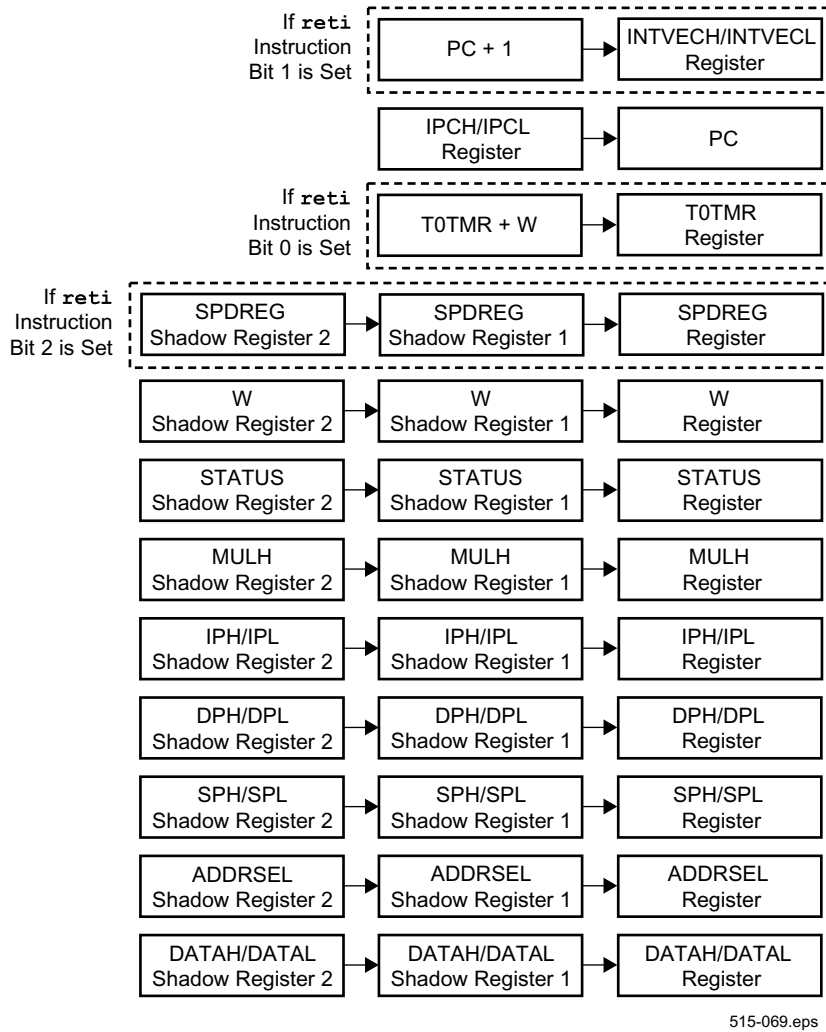 If reti
Instruction
Bit 1 is Set
PC + 1
INTVECH/INTVECL
Register
IPCH/IPCL
Register
PC
If reti
Instruction
Bit 0 is Set
T0TMR + W
T0TMR
Register
If reti
Instruction
Bit 2 is Set
SPDREG
Shadow Register 2
SPDREG
Shadow Register 1
SPDREG
Register
W
Shadow Register 2
W
Shadow Register 1
W
Register
STATUS
Shadow Register 2
STATUS
Shadow Register 1
STATUS
Register
MULH
Shadow Register 2
MULH
Shadow Register 1
MULH
Register
IPH/IPL
Shadow Register 2
IPH/IPL
Shadow Register 1
IPH/IPL
Register
DPH/DPL
Shadow Register 2
DPH/DPL
Shadow Register 1
DPH/DPL
Register
SPH/SPL
Shadow Register 2
SPH/SPL
Shadow Register 1
SPH/SPL
Register
ADDRSEL
Shadow Register 2
ADDRSEL
Shadow Register 1
ADDRSEL
Register
DATAH/DATAL
Shadow Register 2
DATAH/DATAL
Shadow Register 1
DATAH/DATAL
Register
515-069.eps